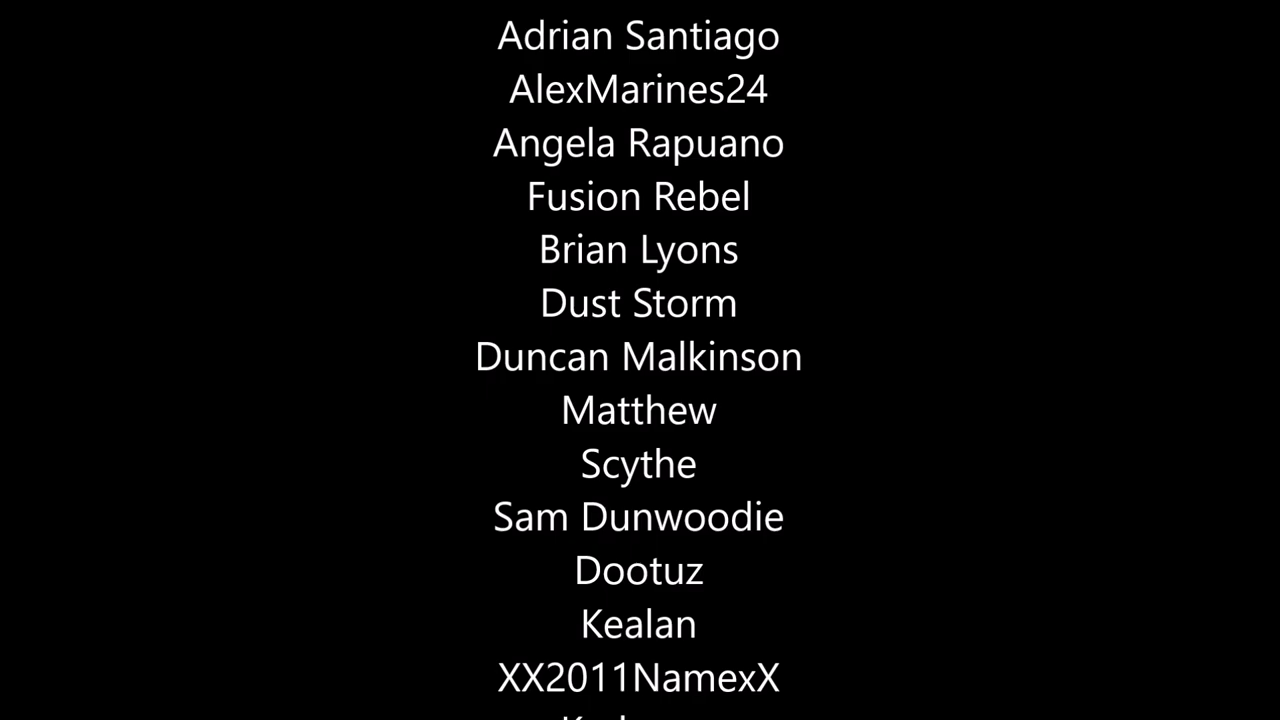 Adrian Santiago
AlexMarines24
Angela Rapuano
Fusion Rebel
Brian Lyons
Dust Storm
Duncan Malkinson
Matthew
Scythe
Sam Dunwoodie
Dootuz
Kealan
XX2011NamexX